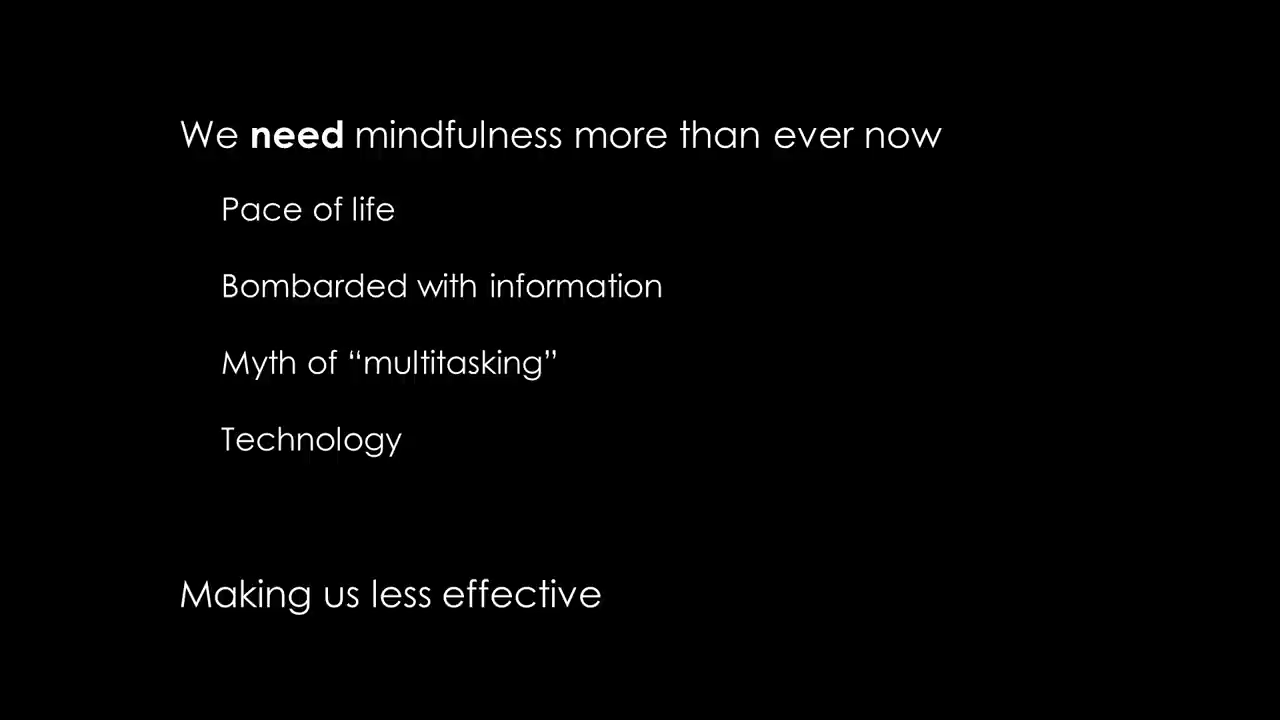 We need mindfulness more than ever now
Pace of life
Bombarded with information
Myth of “multitasking”
Technology
Making us less effective